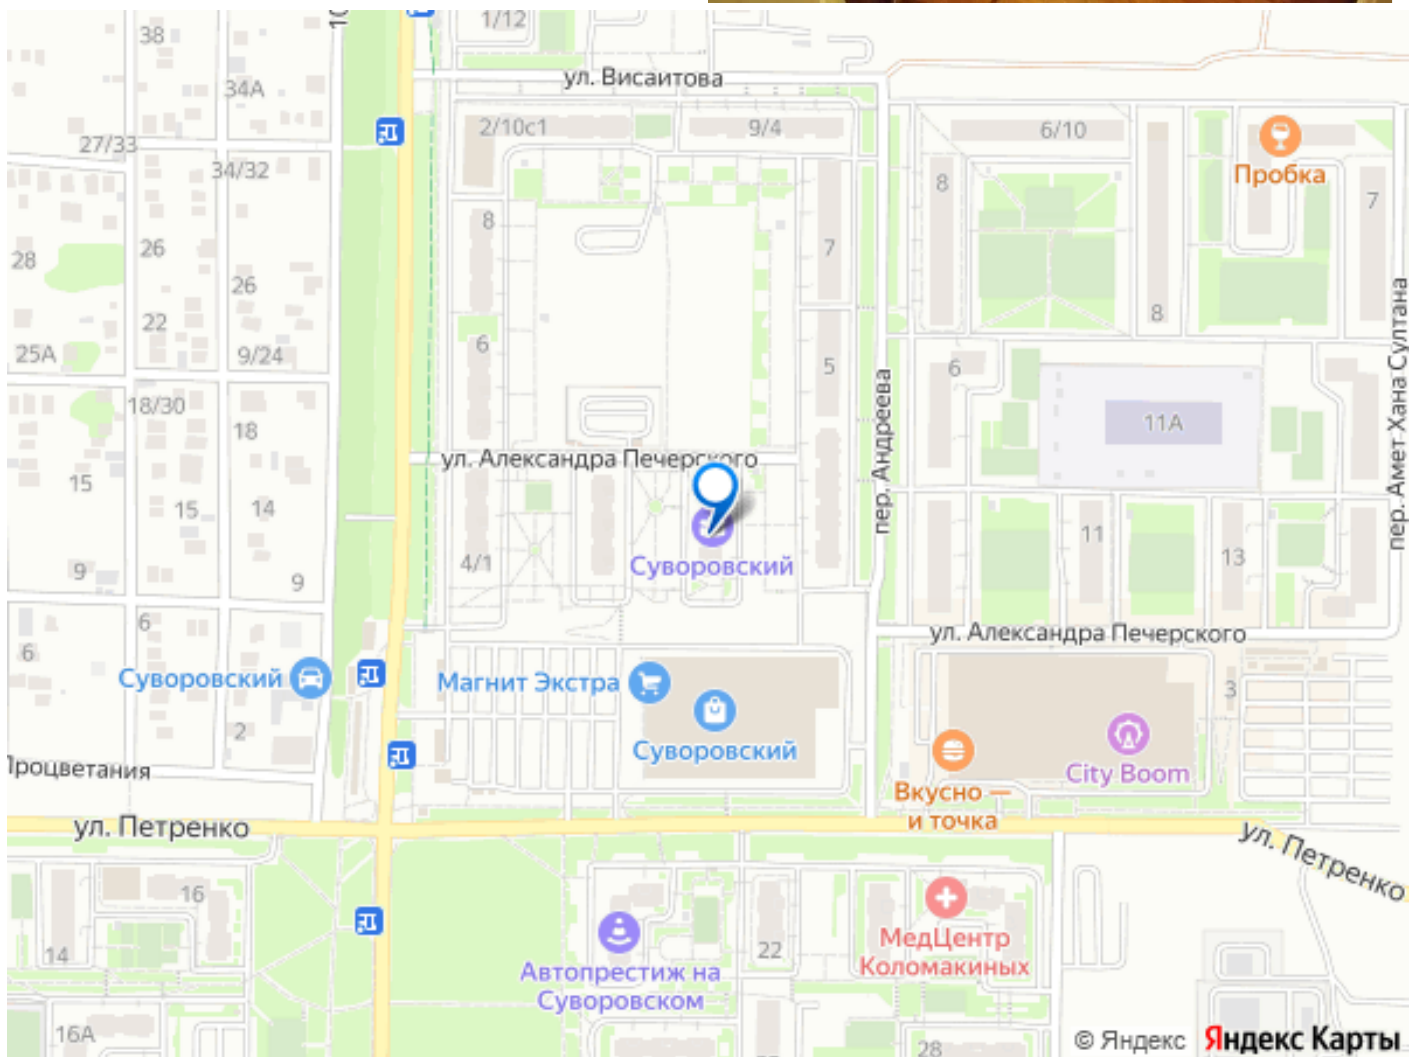 1/12
38
10
ул. Висаитова
34А
2/10с1
9/4
6/10
27/33
34/32
Пробка
8
7
8
7
28
26
26
22
8
25А
9/24
6
5
6
пер. Амет-Хана Султана
18/30
18
11А
пер. Андреева
ул. Александра Печерского
15
15
14
11
13
4/1
Суворовский
9
9
6
6
ул. Александра Печерского
Суворовский
Магнит Экстра
3
2
Суворовский
City Boom
Процветания
Вкусно —
и точка
ул. Петренко
ул. Петренко
16
14
22
МедЦентр
Коломакиных
Автопрестиж на
Суворовском
16А
28
© Яндекс Яндекс Карты